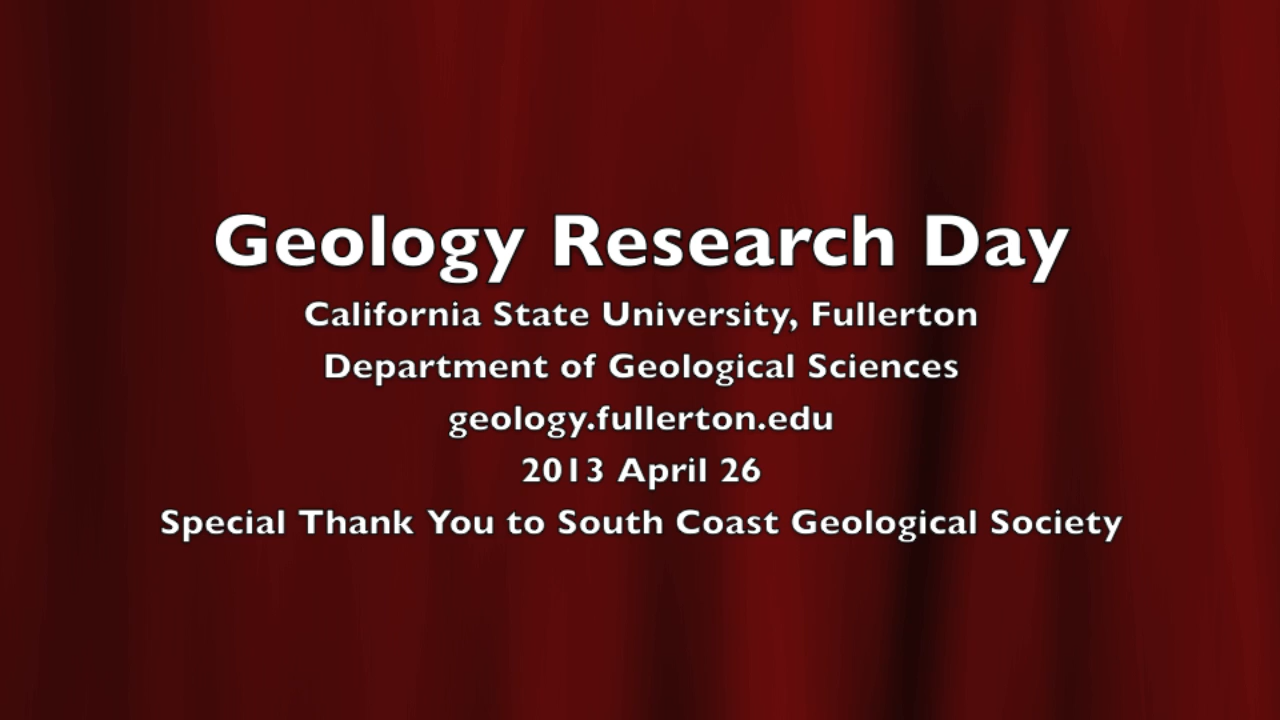 Geology Research Day
California State University, Fullerton
Department of Geological Sciences
geology.fullerton.edu
2013 April 26
Special Thank You to South Coast Geological Society